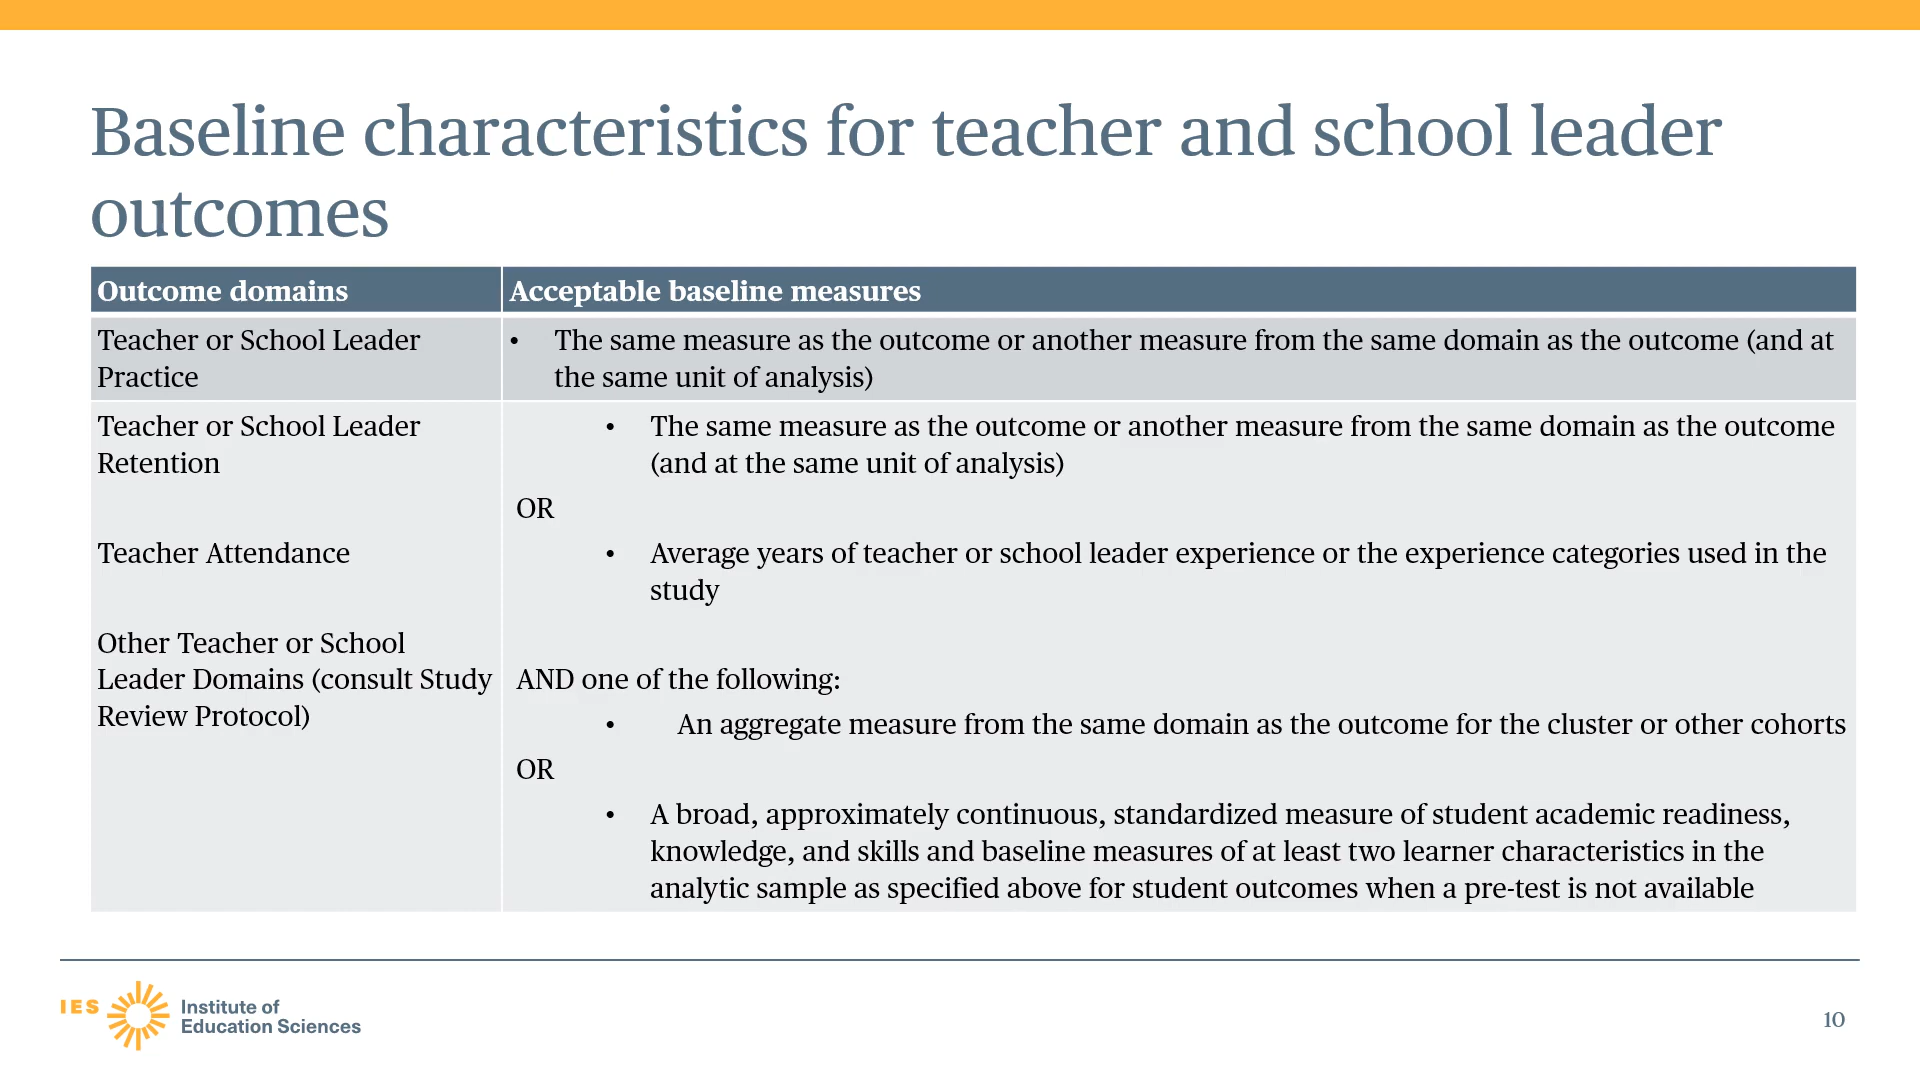 Baseline characteristics for teacher and school leader
outcomes
Outcome domains
Acceptable baseline measures
Teacher or School Leader
Practice
• The same measure as the outcome or another measure from the same domain as the outcome (and at
the same unit of analysis)
Teacher or School Leader
Retention
Teacher Attendance
Other Teacher or School
Leader Domains (consult Study
Review Protocol)
• The same measure as the outcome or another measure from the same domain as the outcome
(and at the same unit of analysis)
OR
• Average years of teacher or school leader experience or the experience categories used in the
study
AND one of the following:
• An aggregate measure from the same domain as the outcome for the cluster or other cohorts
OR
• A broad, approximately continuous, standardized measure of student academic readiness,
knowledge, and skills and baseline measures of at least two learner characteristics in the
analytic sample as specified above for student outcomes when a pre-test is not available
IES
Institute of
Education Sciences
10